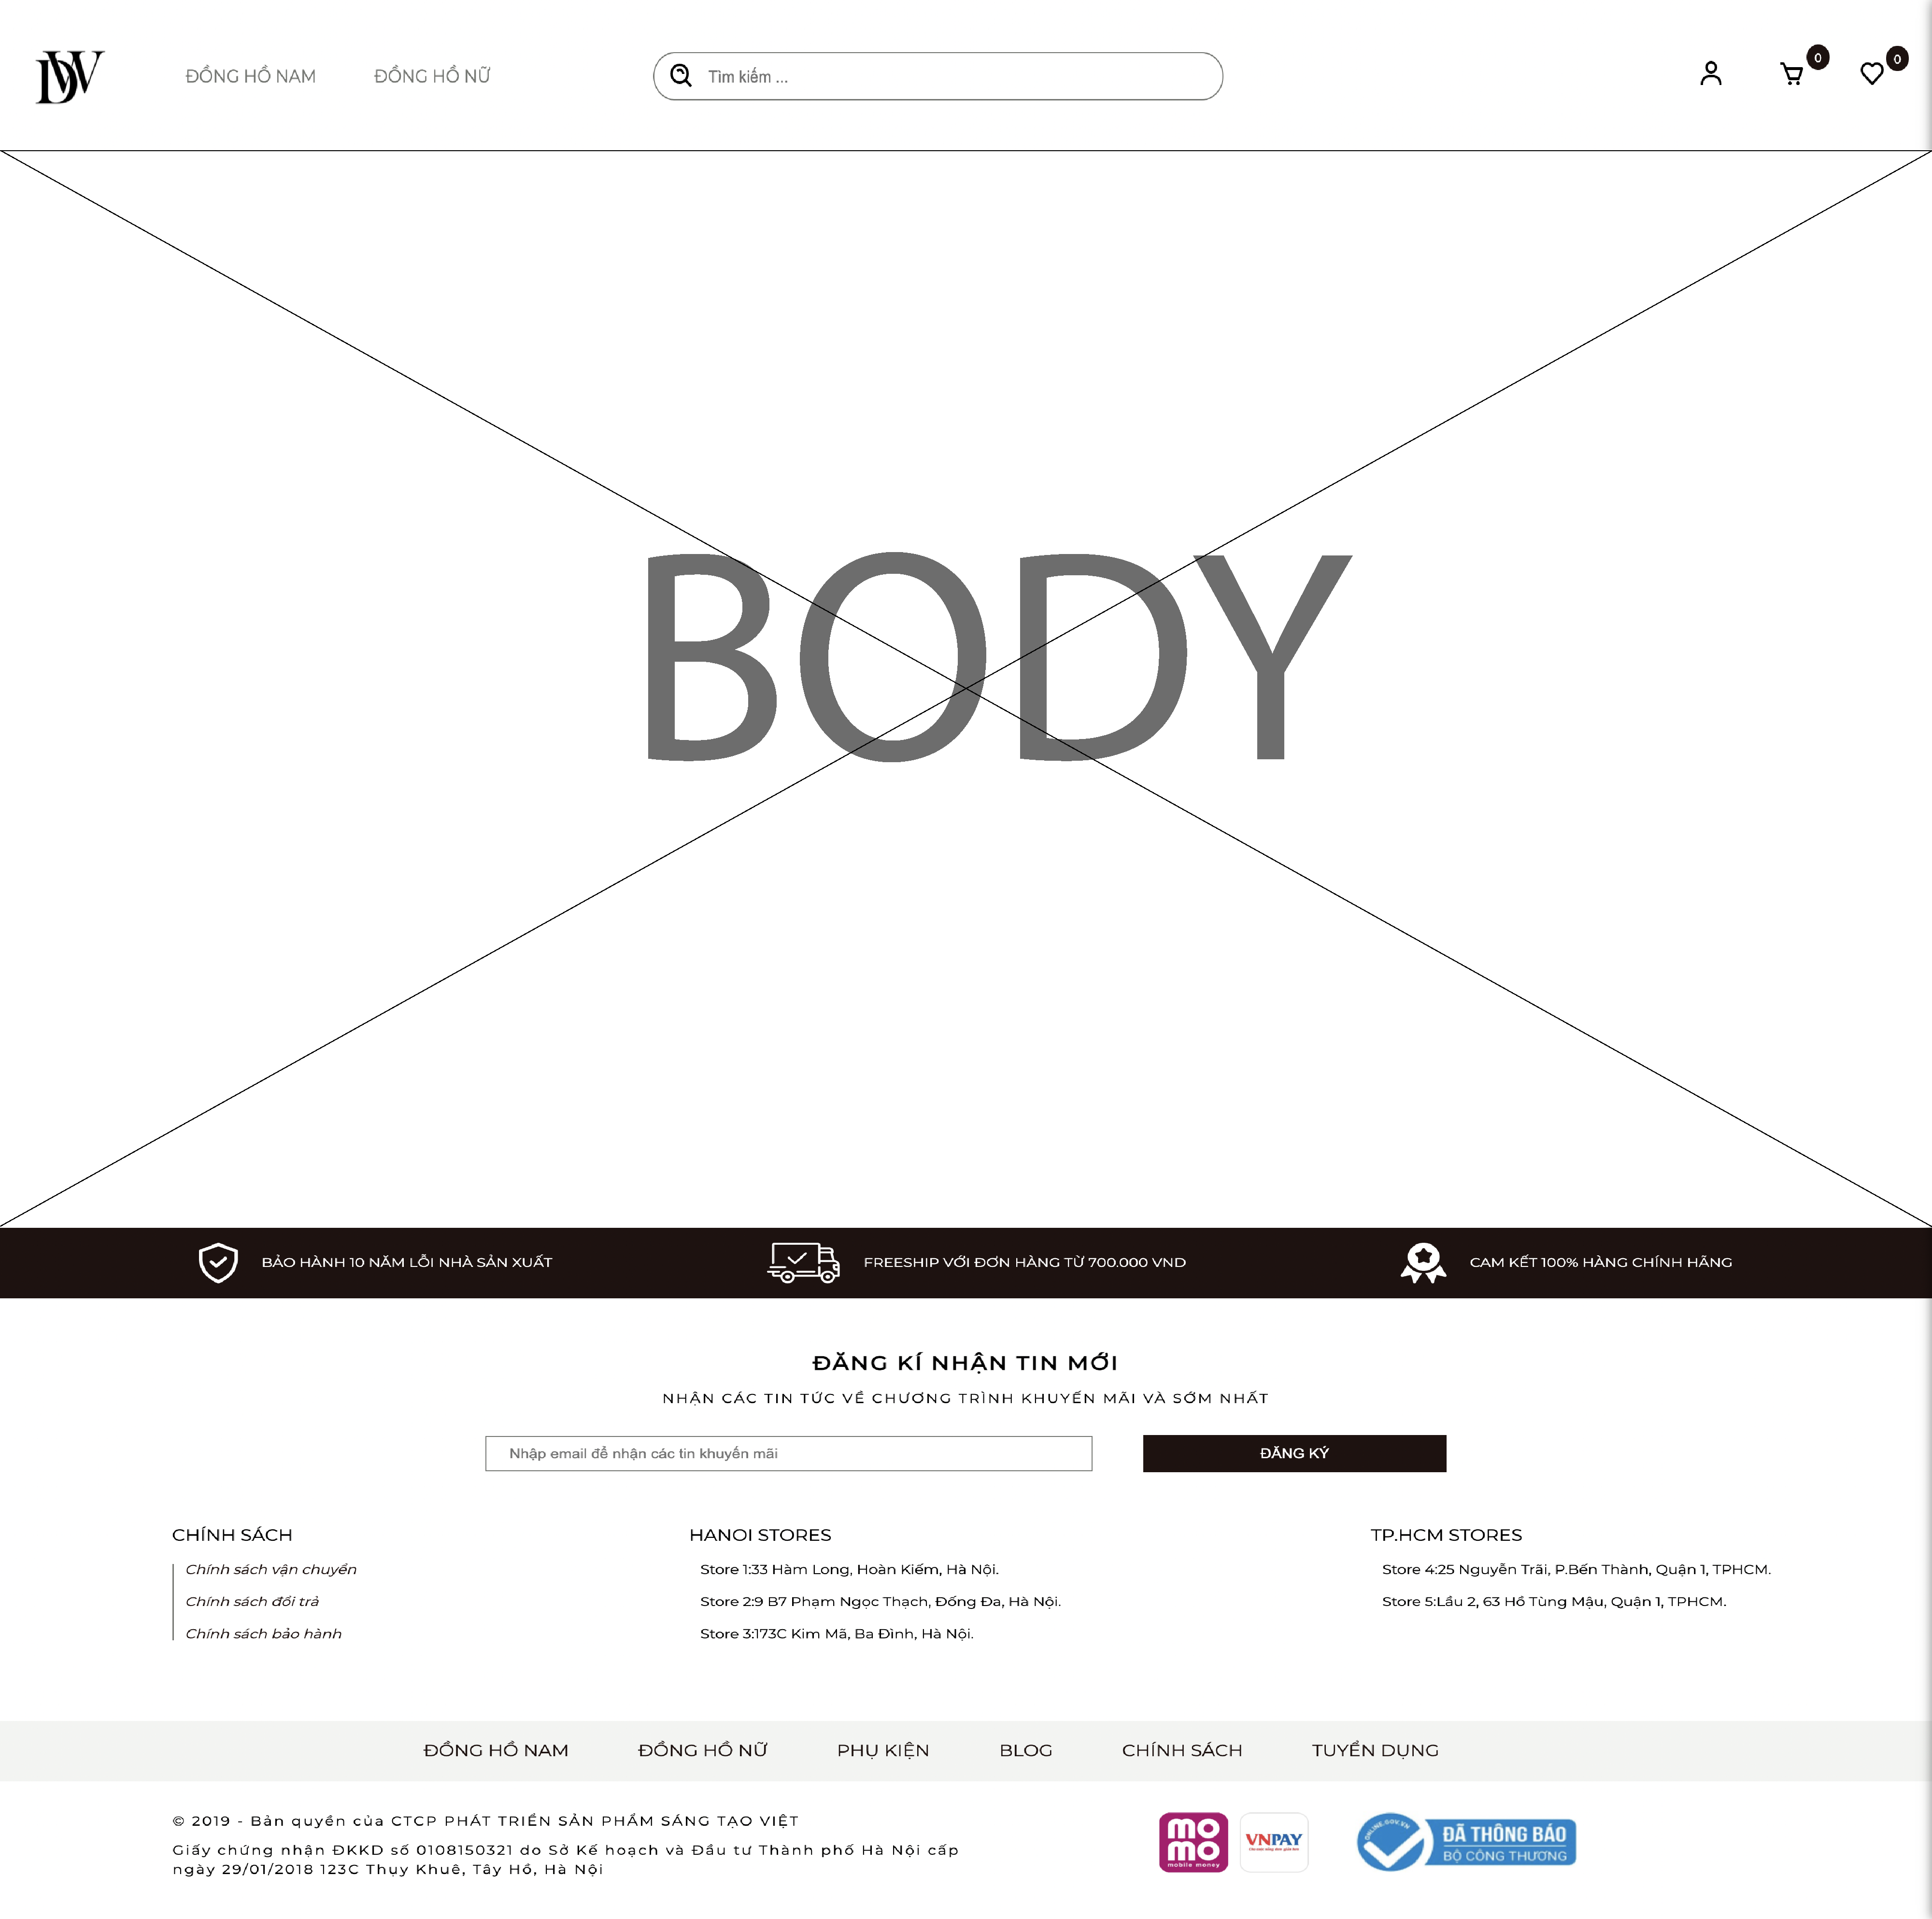 DW
ĐỒNG HỒ NAM
ĐỒNG HỒ NỮ
Tìm kiếm ...
0
0
BODY
BẢO HÀNH 10 NĂM LỖI NHÀ SẢN XUẤT
FREESHIP VỚI ĐƠN HÀNG TỪ 700.000 VND
CAM KẾT 100% HÀNG CHÍNH HÃNG
ĐĂNG KÍ NHẬN TIN MỚI
NHẬN CÁC TIN TỨC VỀ CHƯƠNG TRÌNH KHUYẾN MÃI VÀ SỚM NHẤT
Nhập email để nhận các tin khuyến mãi
ĐĂNG KÝ
CHÍNH SÁCH
Chính sách vận chuyển
Chính sách đổi trả
Chính sách bảo hành
HANOI STORES
Store 1:33 Hàm Long, Hoàn Kiếm, Hà Nội.
Store 2:9 B7 Phạm Ngọc Thạch, Đống Đa, Hà Nội.
Store 3:173C Kim Mã, Ba Đình, Hà Nội.
TP.HCM STORES
Store 4:25 Nguyễn Trãi, P.Bến Thành, Quận 1, TPHCM.
Store 5:Lầu 2, 63 Hồ Tùng Mậu, Quận 1, TPHCM.
ĐỒNG HỒ NAM
ĐỒNG HỒ NỮ
PHỤ KIỆN
BLOG
CHÍNH SÁCH
TUYỂN DỤNG
© 2019 - Bản quyền của CTCP PHÁT TRIỂN SẢN PHẨM SÁNG TẠO VIỆT
Giấy chứng nhận ĐKKD số 0108150321 do Sở Kế hoạch và Đầu tư Thành phố Hà Nội cấp
ngày 29/01/2018 123C Thụy Khuê, Tây Hồ, Hà Nội
mo
mo
mobile money
VNPAY
ONLINE.GOV.VN
ĐÃ THÔNG BÁO
BỘ CÔNG THƯƠNG